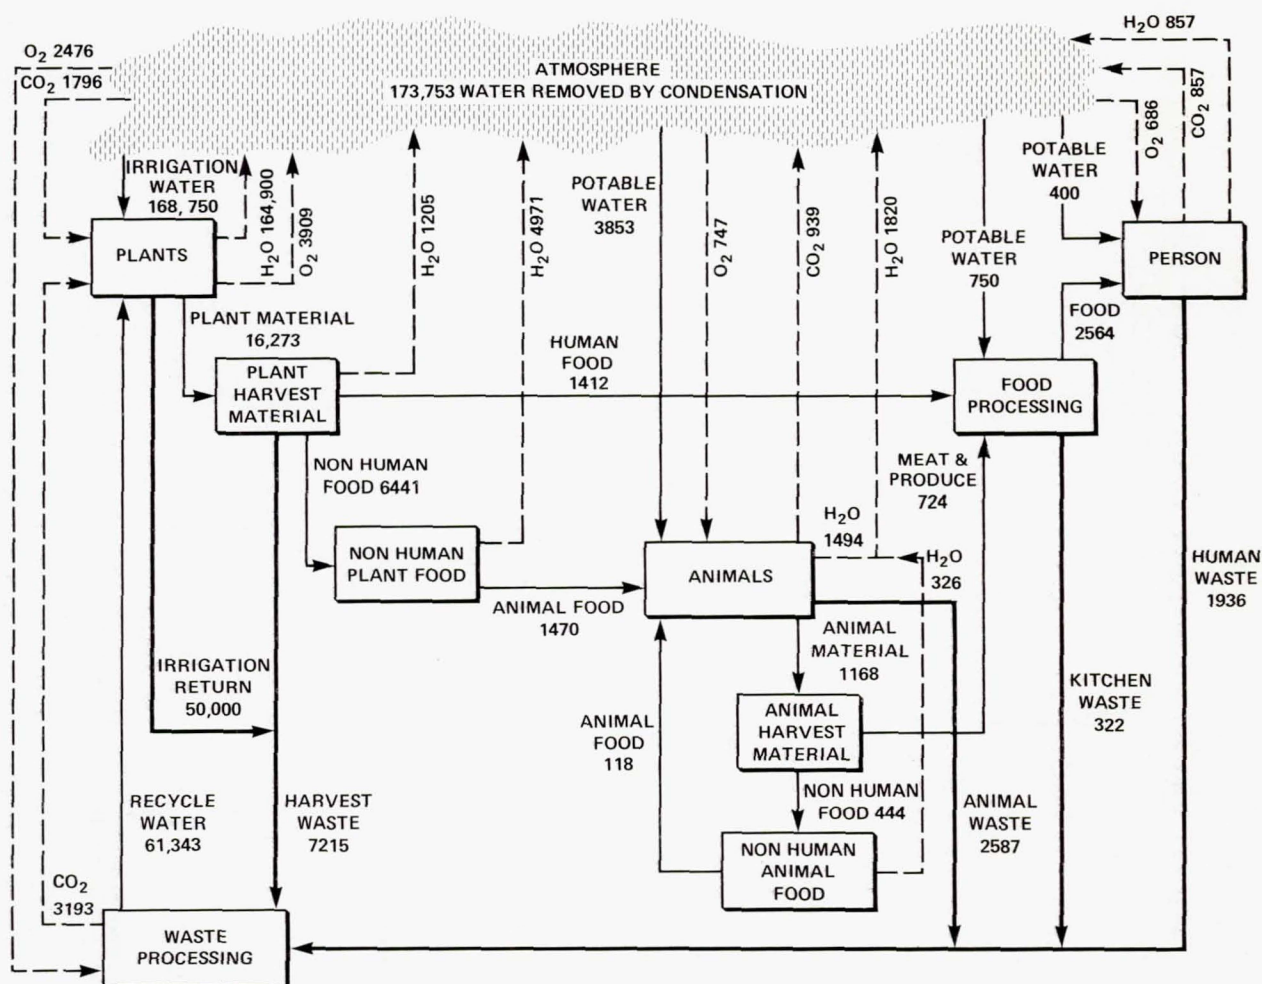 H2O 857
O2 2476
CO2 1796
ATMOSPHERE
173,753 WATER REMOVED BY CONDENSATION
CO2 857
O2 686
IRRIGATION
WATER
168, 750
H2O 164,900
O2 3909
H2O 1205
H2O 4971
POTABLE
WATER
3853
O2 747
CO2 939
H2O 1820
POTABLE
WATER
750
POTABLE
WATER
400
PLANTS
PERSON
PLANT MATERIAL
16,273
HUMAN
FOOD
1412
FOOD
2564
PLANT
HARVEST
MATERIAL
FOOD
PROCESSING
NON HUMAN
FOOD 6441
MEAT &
PRODUCE
724
NON HUMAN
PLANT FOOD
ANIMAL FOOD
1470
ANIMALS
H2O
1494
H2O
326
HUMAN
WASTE
1936
ANIMAL
MATERIAL
1168
IRRIGATION
RETURN
50,000
ANIMAL
FOOD
118
ANIMAL
HARVEST
MATERIAL
KITCHEN
WASTE
322
RECYCLE
WATER
61,343
HARVEST
WASTE
7215
NON HUMAN
FOOD 444
ANIMAL
WASTE
2587
NON HUMAN
ANIMAL
FOOD
CO2
3193
WASTE
PROCESSING